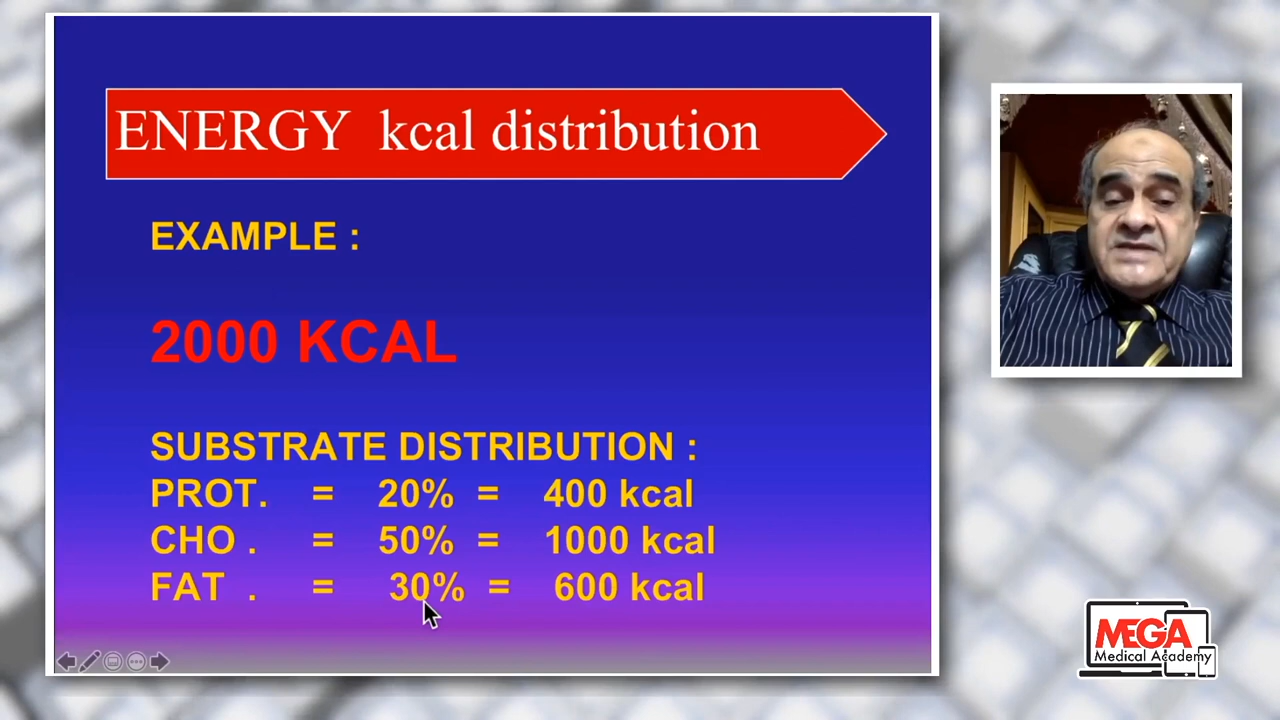 ENERGY kcal distribution
EXAMPLE :
2000 KCAL
SUBSTRATE DISTRIBUTION :
PROT. = 20% = 400 kcal
CHO . = 50% = 1000 kcal
FAT . = 30% = 600 kcal
MEGA
Medical Academy